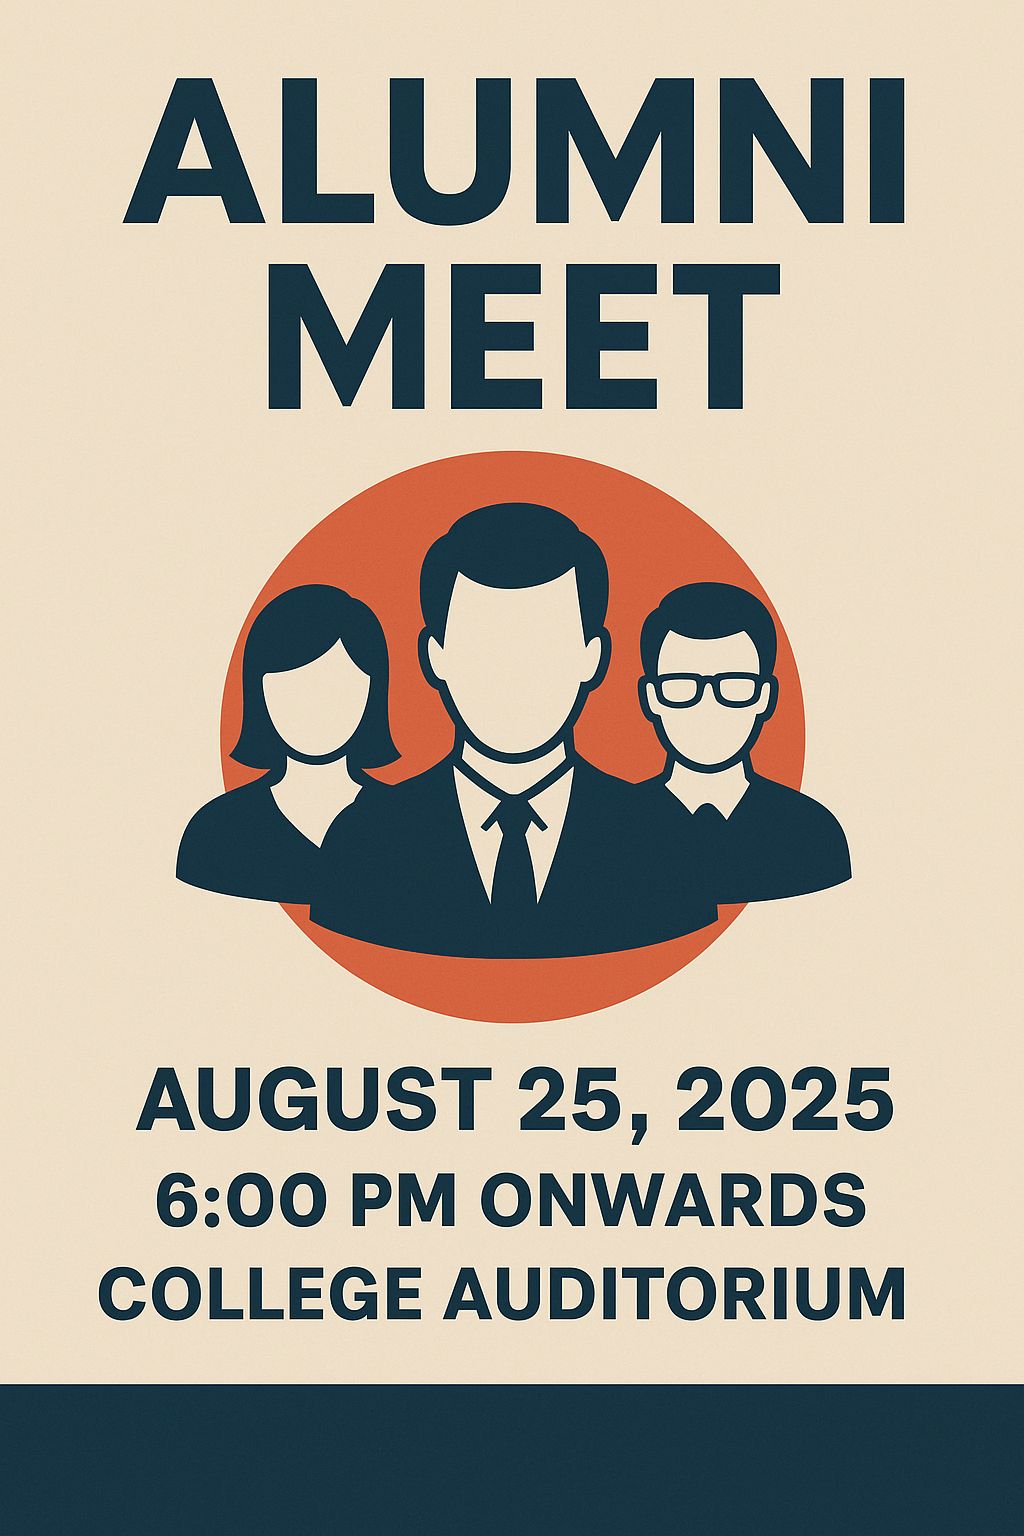 ALUMNI
MEET
AUGUST 25, 2025
6:00 PM ONWARDS
COLLEGE AUDITORIUM